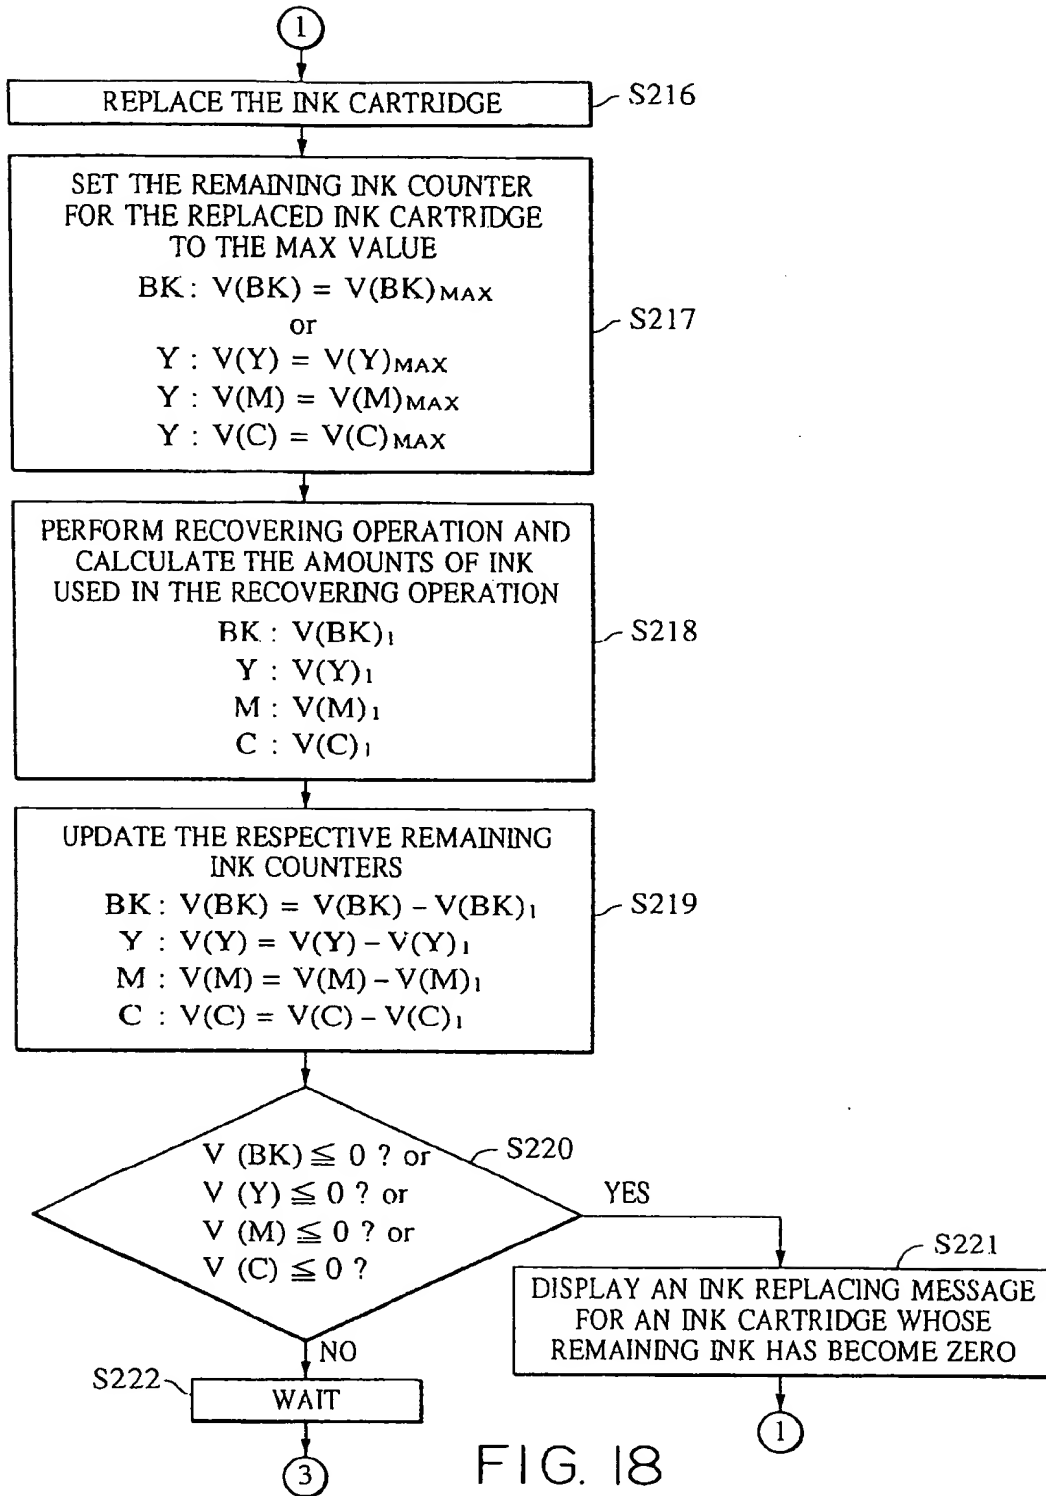 1
REPLACE THE INK CARTRIDGE
S216
SET THE REMAINING INK COUNTER
FOR THE REPLACED INK CARTRIDGE
TO THE MAX VALUE
BK : V(BK) = V(BK)MAX
or
Y : V(Y) = V(Y)MAX
Y : V(M) = V(M)MAX
Y : V(C) = V(C)MAX
S217
PERFORM RECOVERING OPERATION AND
CALCULATE THE AMOUNTS OF INK
USED IN THE RECOVERING OPERATION
BK : V(BK)1
Y : V(Y)1
M : V(M)1
C : V(C)1
S218
UPDATE THE RESPECTIVE REMAINING
INK COUNTERS
BK : V(BK) = V(BK) – V(BK)1
Y : V(Y) = V(Y) – V(Y)1
M : V(M) = V(M) – V(M)1
C : V(C) = V(C) – V(C)1
S219
V (BK) ≦ 0 ? or
V (Y) ≦ 0 ? or
V (M) ≦ 0 ? or
V (C) ≦ 0 ?
S220
YES
S221
DISPLAY AN INK REPLACING MESSAGE
FOR AN INK CARTRIDGE WHOSE
REMAINING INK HAS BECOME ZERO
1
NO
S222
WAIT
3
FIG. 18